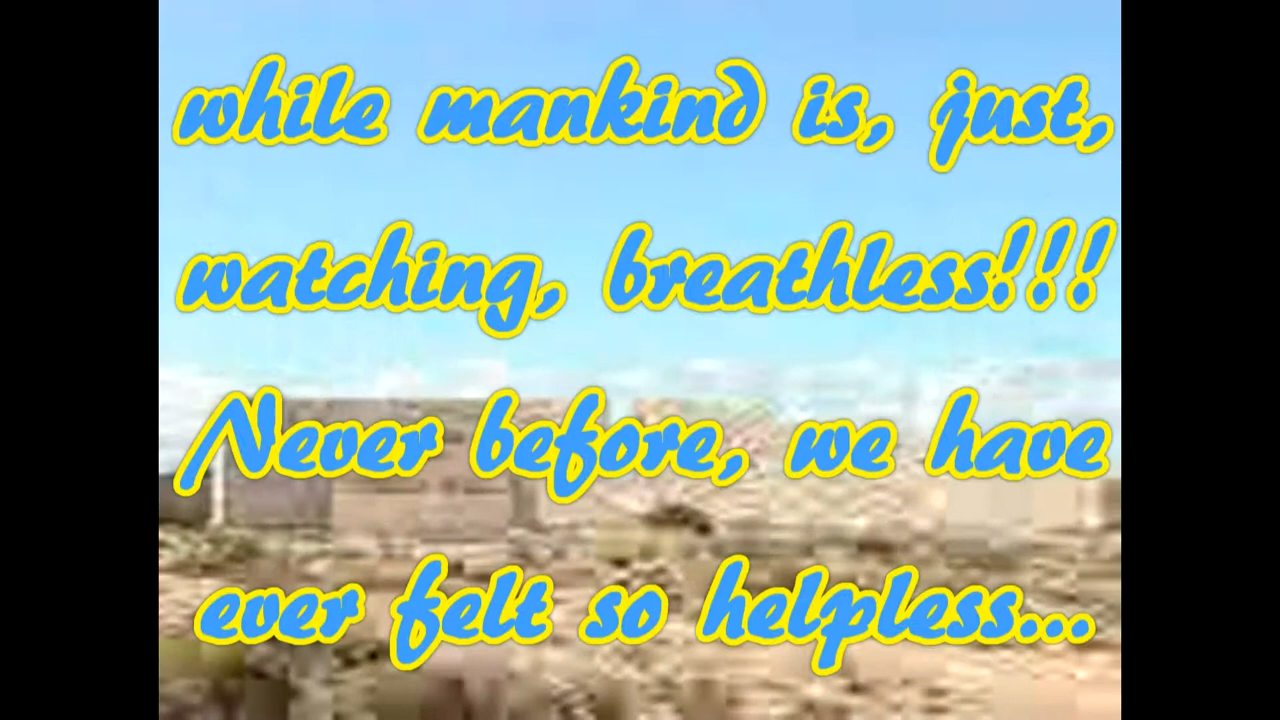 while mankind is, just,
watching, breathless!!!
Never before, we have
ever felt so helpless...